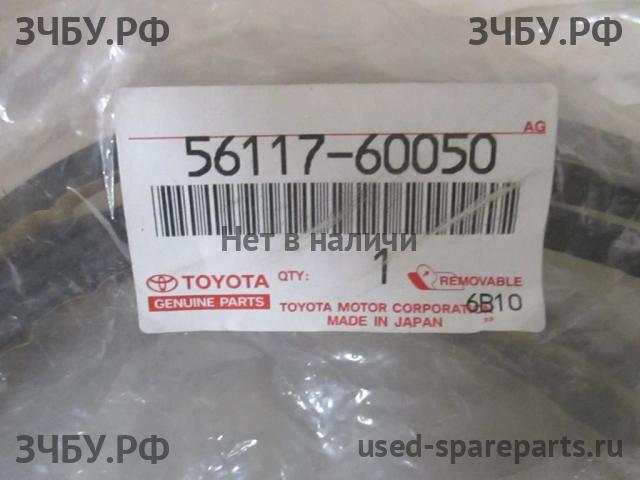 ЗЧБУ.РФ ЗЧБУ.РФ
AG
56117-60050
Нет в наличи
TOYOTA QTY: 1 REMOVABLE
GENUINE PARTS TOYOTA MOTOR CORPORATION 6B10
MADE IN JAPAN
ЗЧБУ.РФ used-spareparts.ru